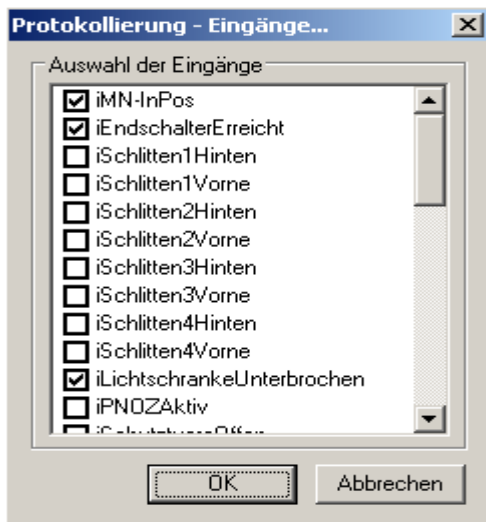 Protokollierung - Eingänge...
Auswahl der Eingänge
iMN-InPos
iEndschalterErreicht
iSchlitten1Hinten
iSchlitten1Vorne
iSchlitten2Hinten
iSchlitten2Vorne
iSchlitten3Hinten
iSchlitten3Vorne
iSchlitten4Hinten
iSchlitten4Vorne
iLichtschrankeUnterbrochen
iPNOZAktiv
OK
Abbrechen